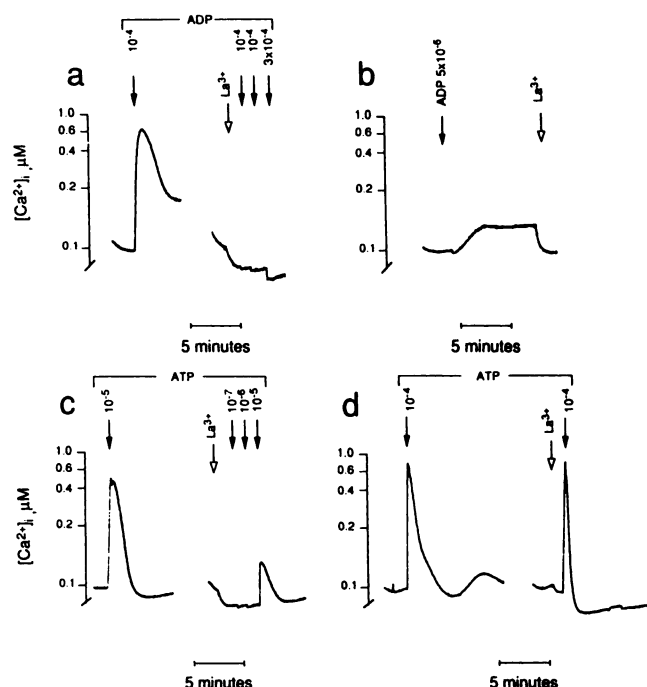 ADP
10⁻⁴
La³⁺
10⁻⁴
10⁻⁴
3x10⁻⁴
a
1.0
0.6
0.4
0.2
0.1
[Ca²⁺]i, μM
5 minutes
b
ADP 5x10⁻⁵
La³⁺
1.0
0.6
0.4
0.2
0.1
5 minutes
c
ATP
10⁻⁵
La³⁺
10⁻⁷
10⁻⁶
10⁻⁵
1.0
0.6
0.4
0.2
0.1
[Ca²⁺]i, μM
5 minutes
d
ATP
10⁻⁴
La³⁺
10⁻⁴
1.0
0.6
0.4
0.2
0.1
5 minutes